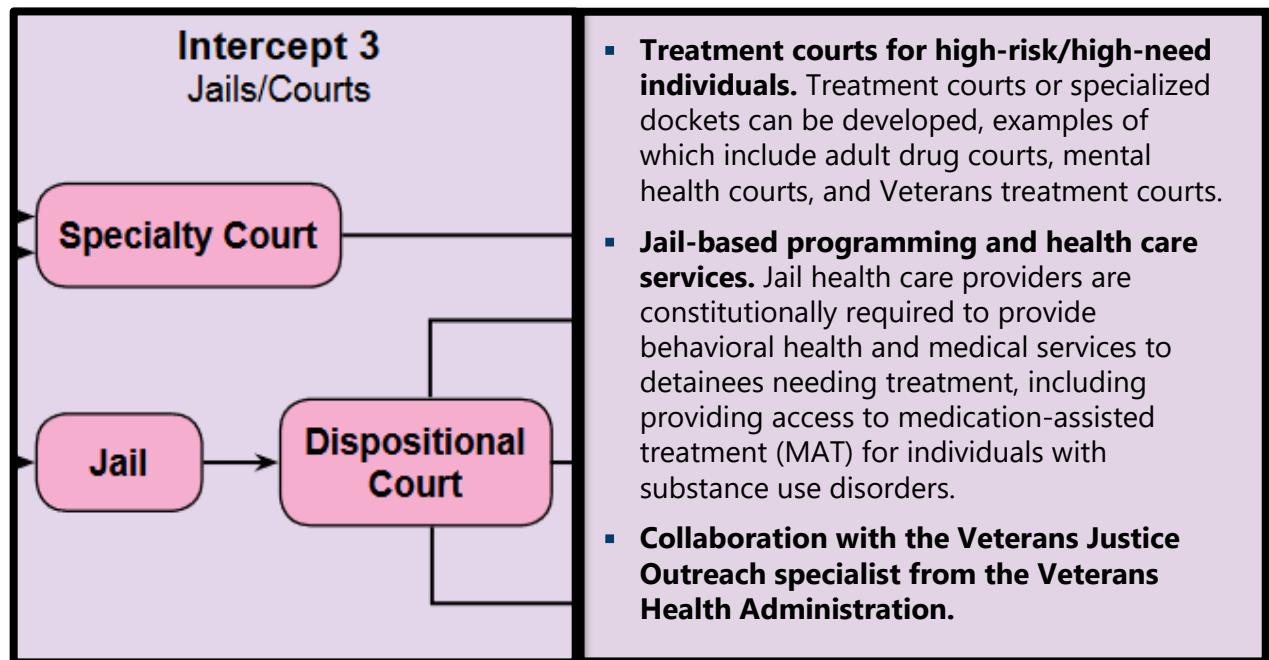 Intercept 3
Jails/Courts
Specialty Court
Jail
Dispositional
Court
▪ Treatment courts for high-risk/high-need
individuals. Treatment courts or specialized
dockets can be developed, examples of
which include adult drug courts, mental
health courts, and Veterans treatment courts.
▪ Jail-based programming and health care
services. Jail health care providers are
constitutionally required to provide
behavioral health and medical services to
detainees needing treatment, including
providing access to medication-assisted
treatment (MAT) for individuals with
substance use disorders.
▪ Collaboration with the Veterans Justice
Outreach specialist from the Veterans
Health Administration.